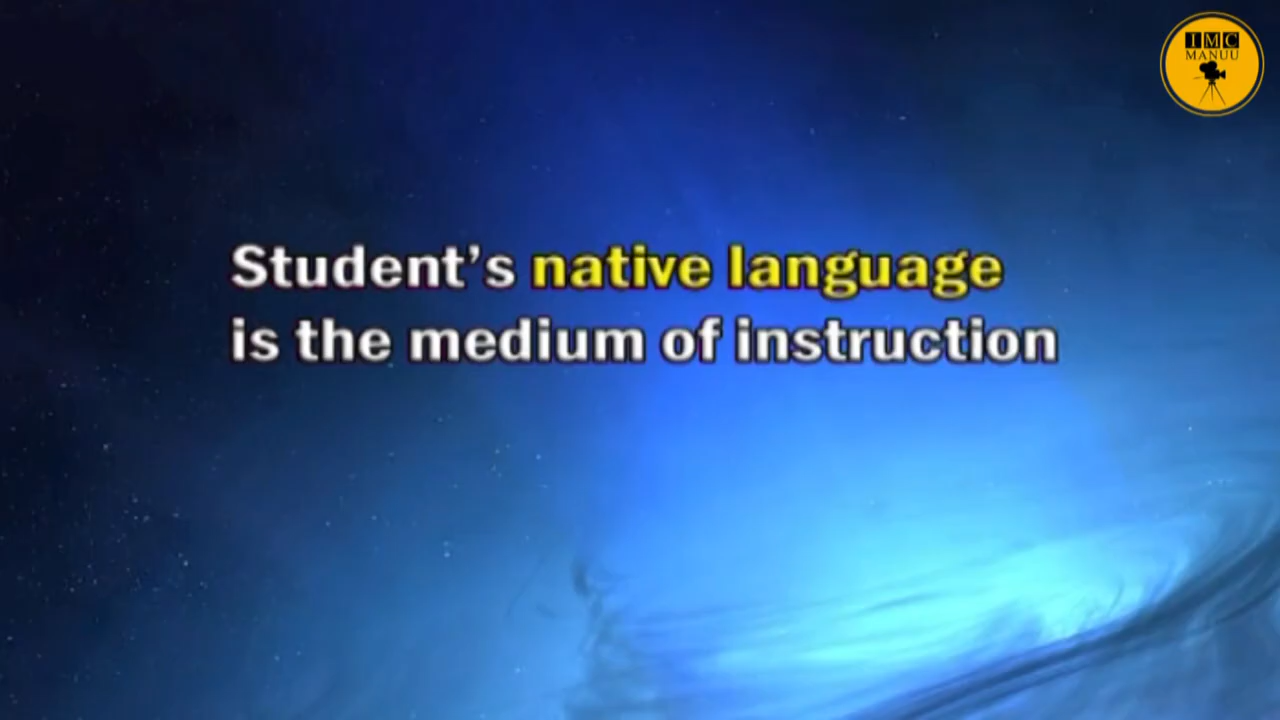 IMC
MANUU
Student's native language
is the medium of instruction